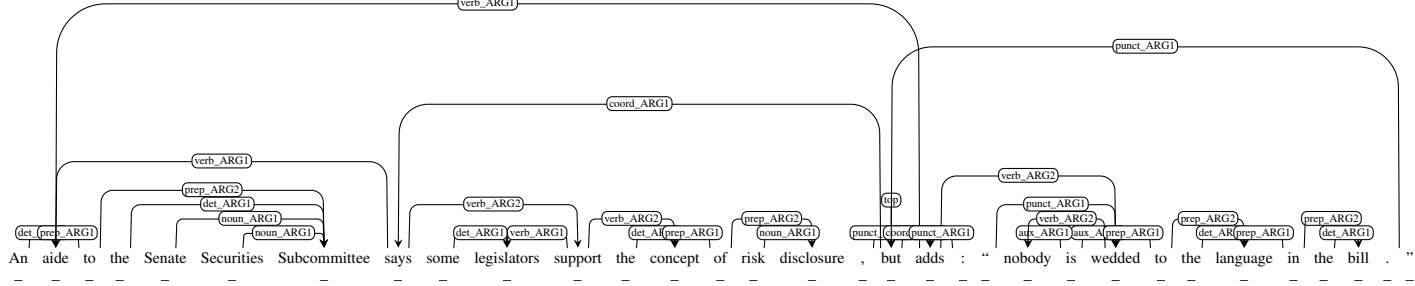 verb_ARG1
punct_ARG1
coord_ARG1
verb_ARG1
verb_ARG2
prep_ARG2
top
det_ARG1 verb_ARG2 punct_ARG1
noun_ARG1 verb_ARG2 prep_ARG2 verb_ARG2 prep_ARG2 prep_ARG2
det_ prep_ARG1 noun_ARG1 det_ARG1 verb_ARG1 prep_ARG1 noun_ARG1 punct_ punct_ARG1 aux_ARG1 prep_ARG1 prep_ARG1 det_ARG1
An aide to the Senate Securities Subcommittee says some legislators support the concept of risk disclosure , but adds : “ nobody is wedded to the language in the bill . ”